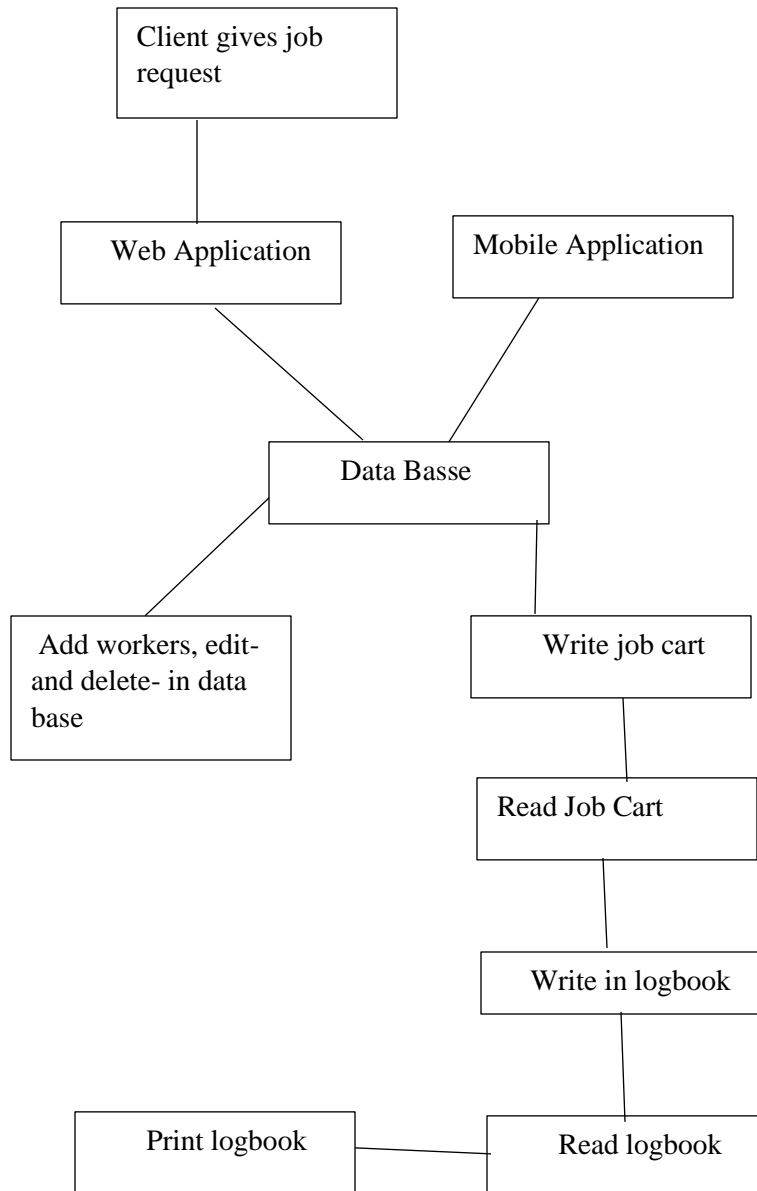 Client gives job
request
Web Application
Mobile Application
Data Basse
Add workers, edit-
and delete- in data
base
Write job cart
Read Job Cart
Write in logbook
Print logbook
Read logbook